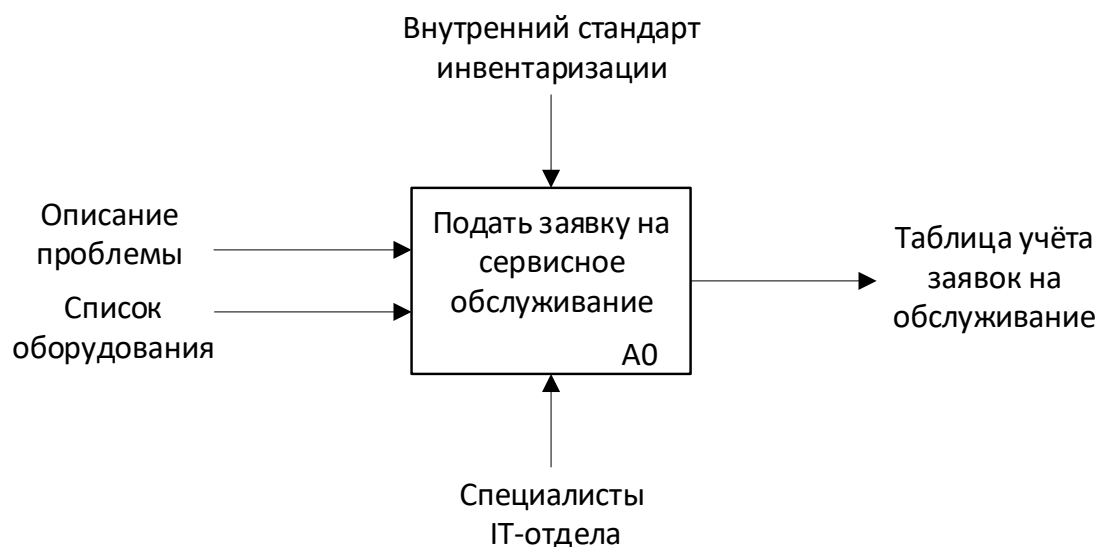 Внутренний стандарт
инвентаризации
Описание
проблемы
Список
оборудования
Подать заявку на
сервисное
обслуживание
A0
Таблица учёта
заявок на
обслуживание
Специалисты
IT-отдела